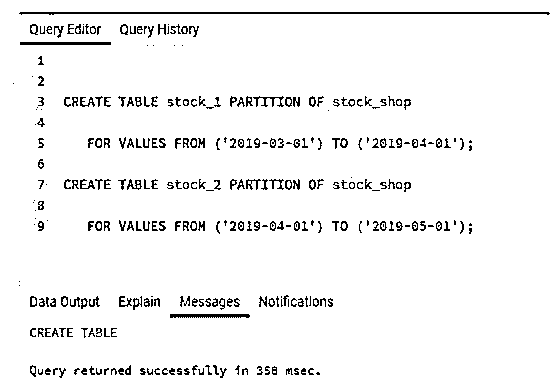 Query Editor Query History
1
2
3 CREATE TABLE stock_1 PARTITION OF stock_shop
4
5 FOR VALUES FROM ('2019-03-01') TO ('2019-04-01');
6
7 CREATE TABLE stock_2 PARTITION OF stock_shop
8
9 FOR VALUES FROM ('2019-04-01') TO ('2019-05-01');
Data Output Explain Messages Notifications
CREATE TABLE
Query returned successfully in 358 msec.